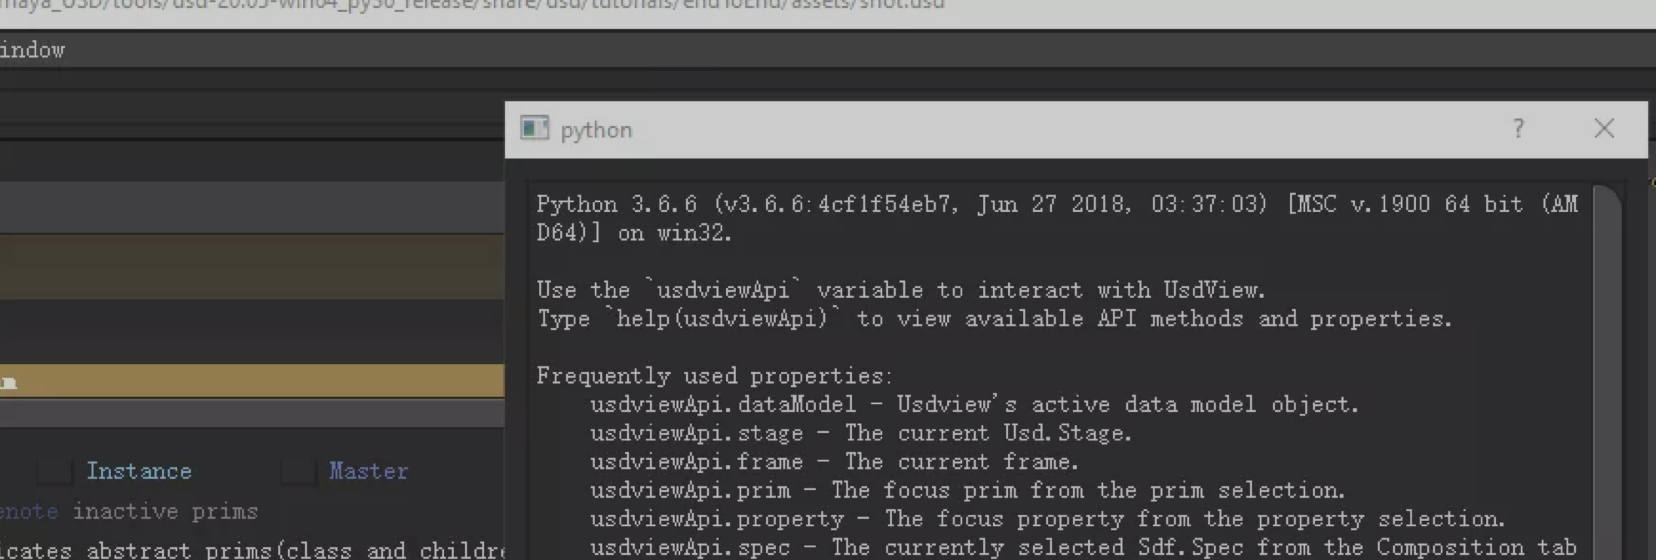 maya_USD/tools/usd-20.05-win64_py36_release/share/usd/tutorials/endToEnd/assets/shot.usd
indow
python
Python 3.6.6 (v3.6.6:4cf1f54eb7, Jun 27 2018, 03:37:03) [MSC v.1900 64 bit (AM
D64)] on win32.
Use the `usdviewApi` variable to interact with UsdView.
Type `help(usdviewApi)` to view available API methods and properties.
Frequently used properties:
usdviewApi.dataModel - Usdview's active data model object.
usdviewApi.stage - The current Usd.Stage.
usdviewApi.frame - The current frame.
usdviewApi.prim - The focus prim from the prim selection.
usdviewApi.property - The focus property from the property selection.
usdviewApi.spec - The currently selected Sdf.Spec from the Composition tab
m
Instance Master
enote inactive prims
icates abstract prims(class and childre